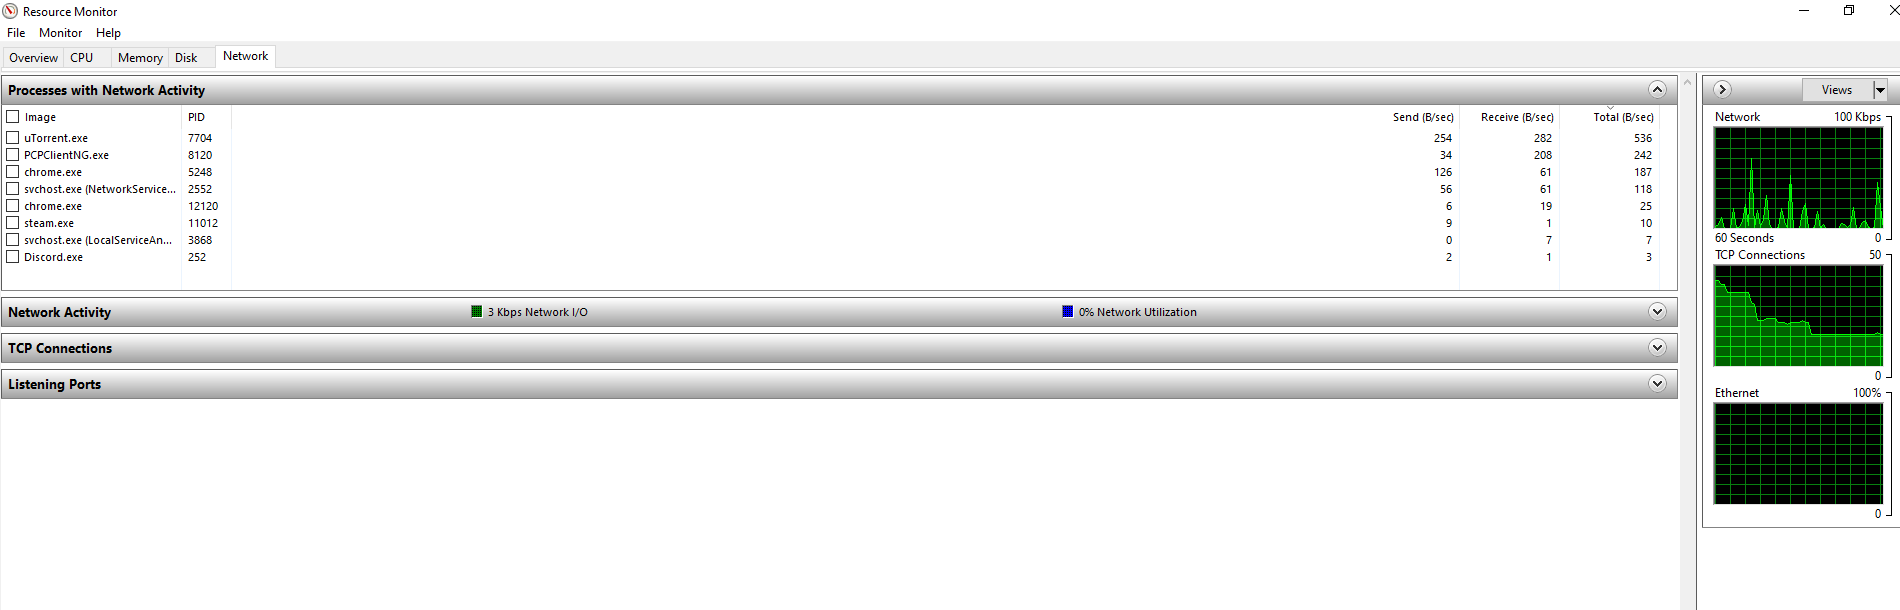 Resource Monitor
File Monitor Help
Overview CPU Memory Disk Network
Processes with Network Activity
Image PID Send (B/sec) Receive (B/sec) Total (B/sec)
uTorrent.exe 7704 254 282 536
PCPClientNG.exe 8120 34 208 242
chrome.exe 5248 126 61 187
svchost.exe (NetworkService... 2552 56 61 118
chrome.exe 12120 6 19 25
steam.exe 11012 9 1 10
svchost.exe (LocalServiceAn... 3868 0 7 7
Discord.exe 252 2 1 3
Network Activity 3 Kbps Network I/O 0% Network Utilization
TCP Connections
Listening Ports
Views
Network 100 Kbps
60 Seconds 0
TCP Connections 50
0
Ethernet 100%
0